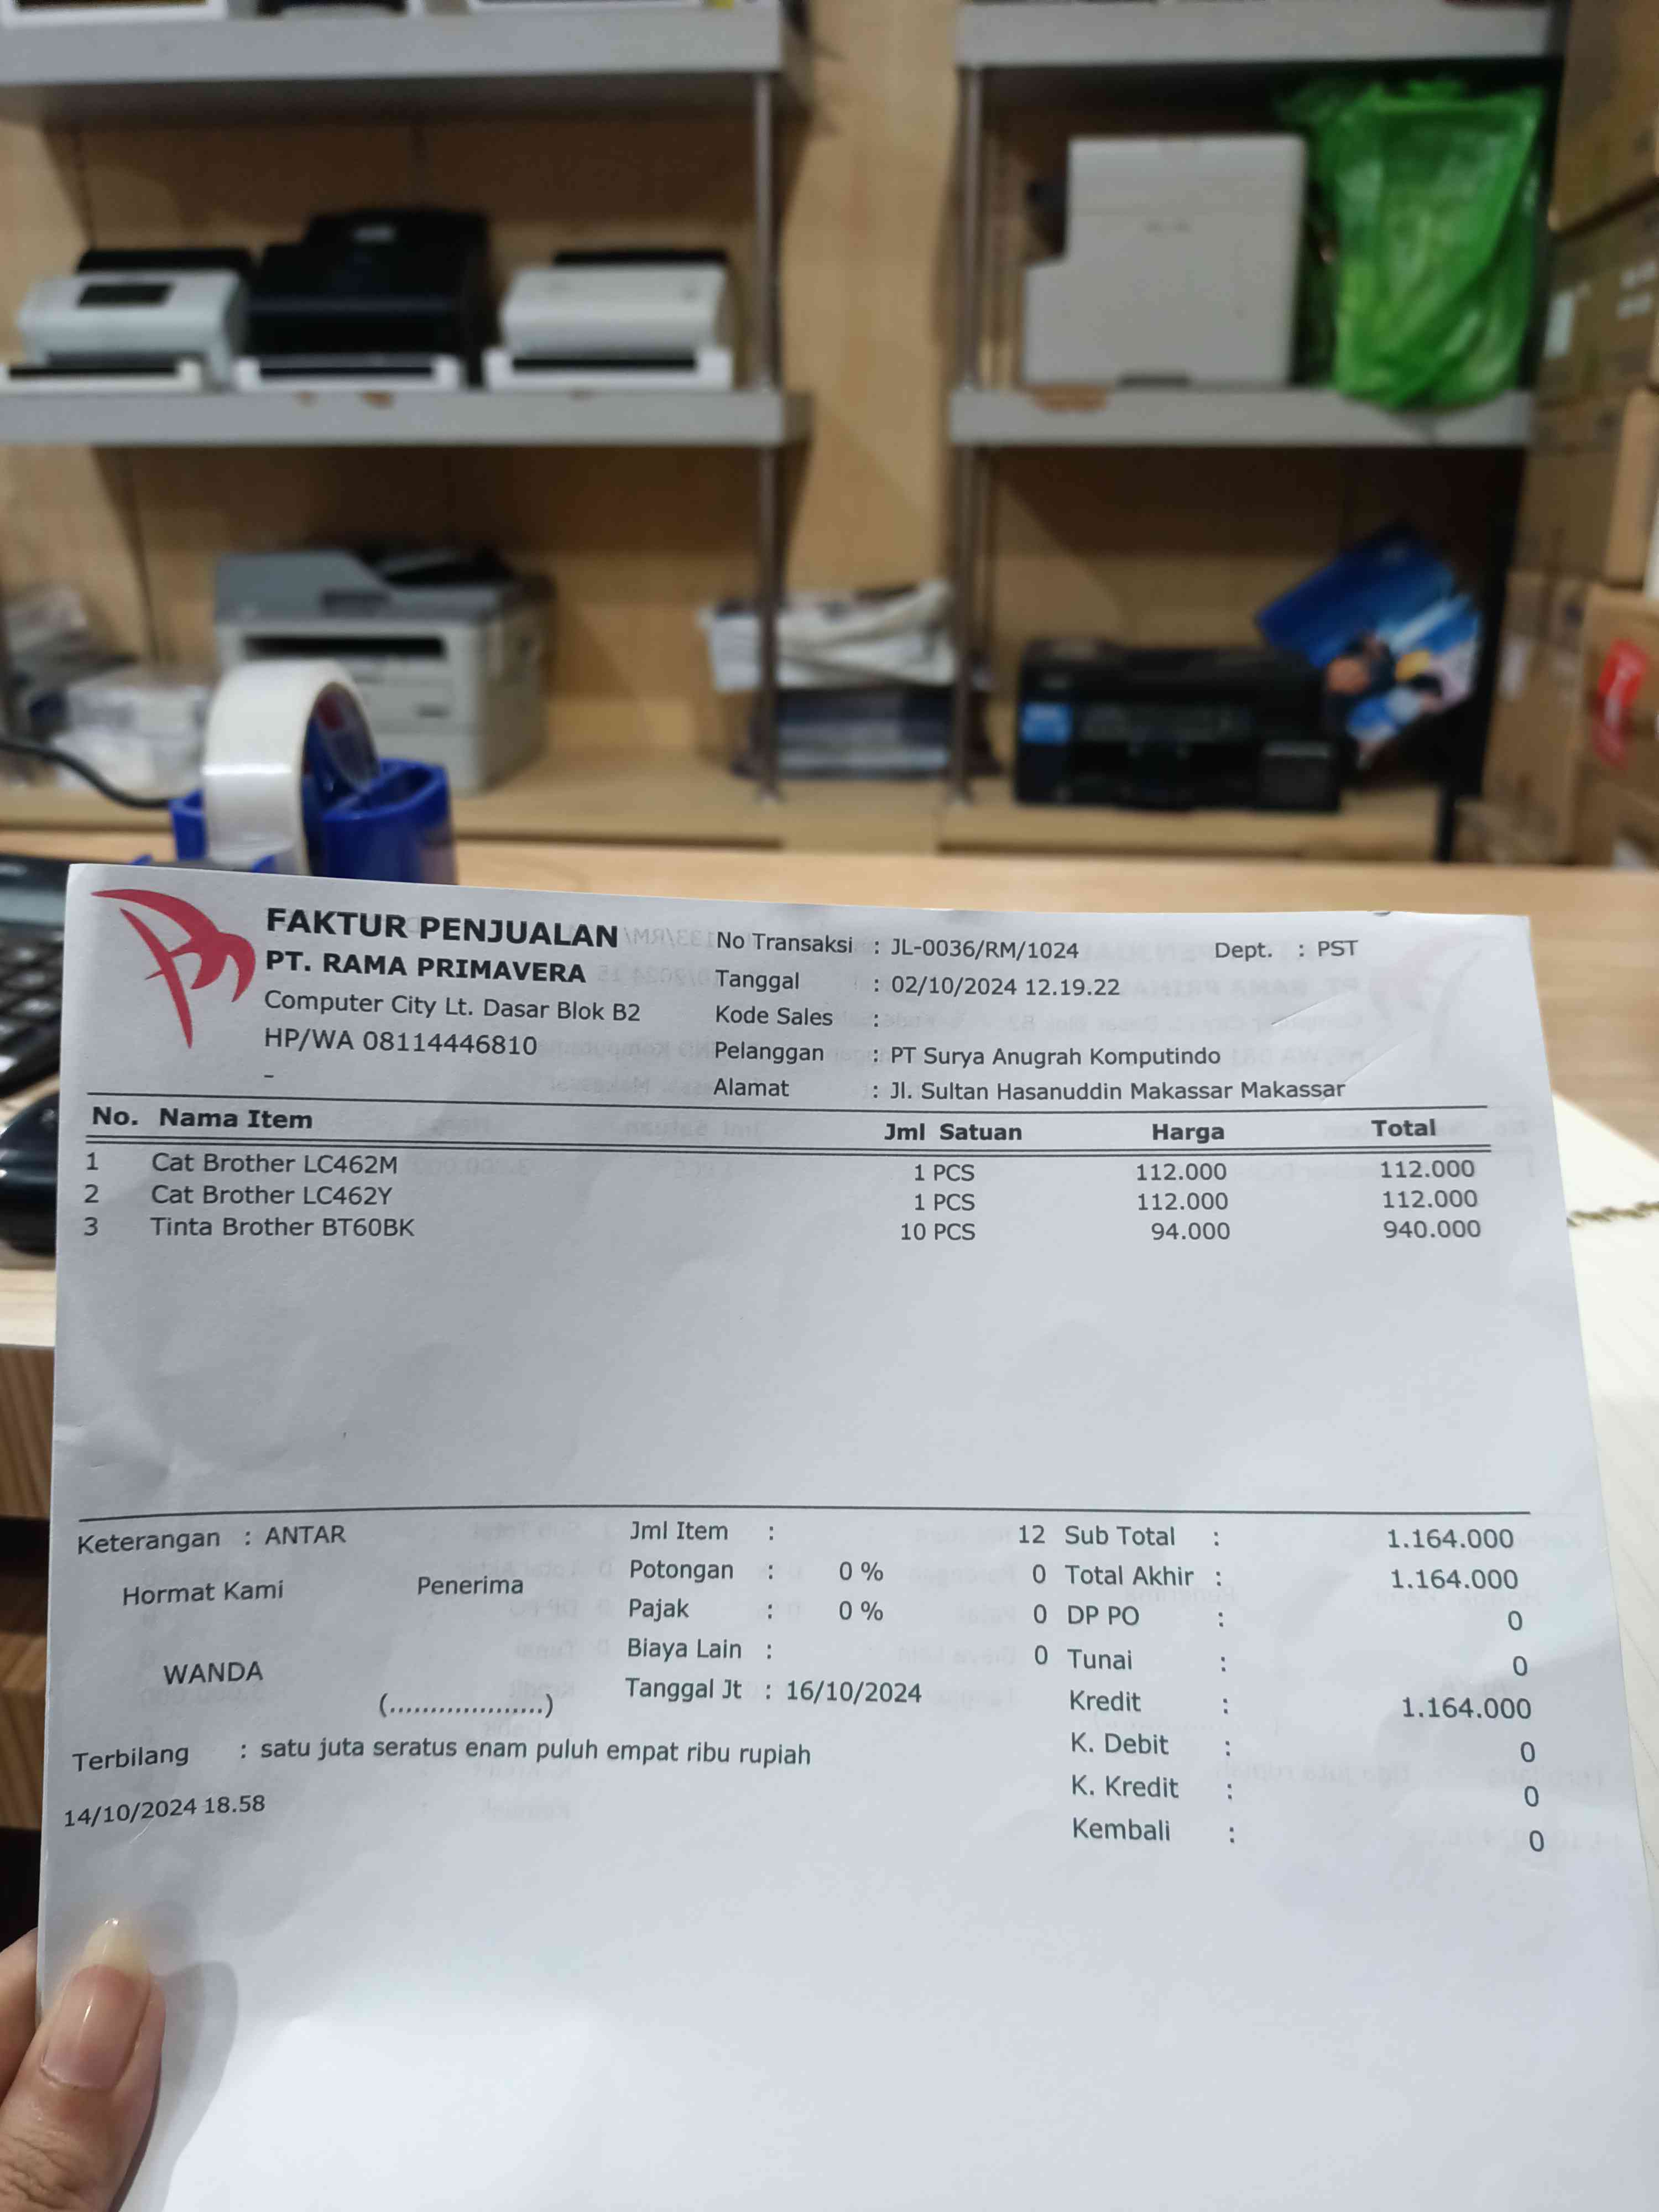 FAKTUR PENJUALAN
PT. RAMA PRIMAVERA
Computer City Lt. Dasar Blok B2
HP/WA 08114446810
-
No Transaksi : JL-0036/RM/1024 Dept. : PST
Tanggal : 02/10/2024 12.19.22
Kode Sales :
Pelanggan : PT Surya Anugrah Komputindo
Alamat : Jl. Sultan Hasanuddin Makassar Makassar
No. Nama Item Jml Satuan Harga Total
1 Cat Brother LC462M 1 PCS 112.000 112.000
2 Cat Brother LC462Y 1 PCS 112.000 112.000
3 Tinta Brother BT60BK 10 PCS 94.000 940.000
Keterangan : ANTAR
Hormat Kami Penerima
WANDA
(...................)
Jml Item : 12
Potongan : 0 % 0
Pajak : 0 % 0
Biaya Lain : 0
Tanggal Jt : 16/10/2024
Sub Total : 1.164.000
Total Akhir : 1.164.000
DP PO : 0
Tunai : 0
Kredit : 1.164.000
K. Debit : 0
K. Kredit : 0
Kembali : 0
Terbilang : satu juta seratus enam puluh empat ribu rupiah
14/10/2024 18.58